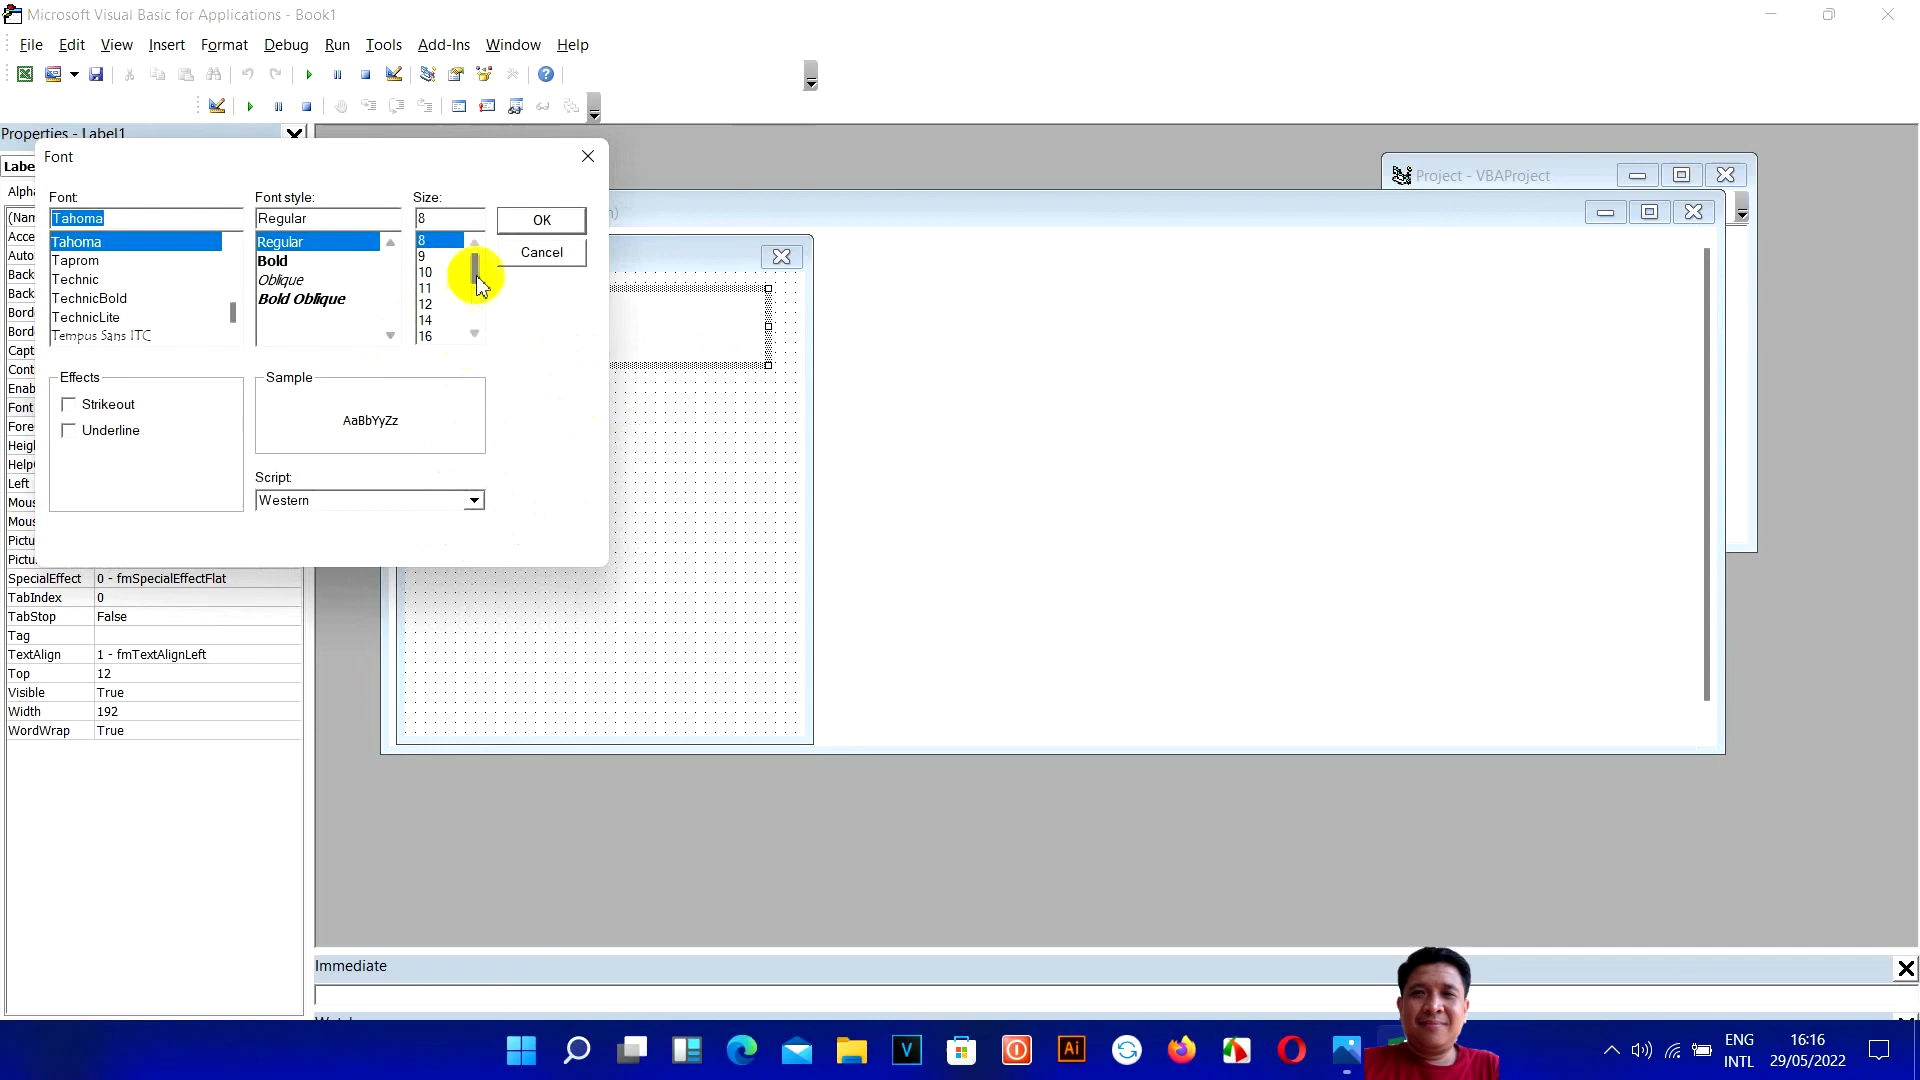 Microsoft Visual Basic for Applications - Book1
File Edit View Insert Format Debug Run Tools Add-Ins Window Help
Properties - Label1
Font
Project - VBAProject
Font:
Font style:
Size:
Tahoma
Regular
8
OK
Cancel
Tahoma
Taprom
Technic
TechnicBold
TechnicLite
Tempus Sans ITC
Regular
Bold
Oblique
Bold Oblique
8
9
10
11
12
14
16
Effects
Strikeout
Underline
Sample
AaBbYyZz
Script:
Western
Labe
Alpha
(Nam
Acce
Auto
Back
Back
Bord
Bord
Capt
Cont
Enab
Font
Fore
Heigh
Help
Left
Mous
Mous
Pictu
Pictu
SpecialEffect 0 - fmSpecialEffectFlat
TabIndex 0
TabStop False
Tag
TextAlign 1 - fmTextAlignLeft
Top 12
Visible True
Width 192
WordWrap True
Immediate
V
Ai
ENG
INTL
16:16
29/05/2022